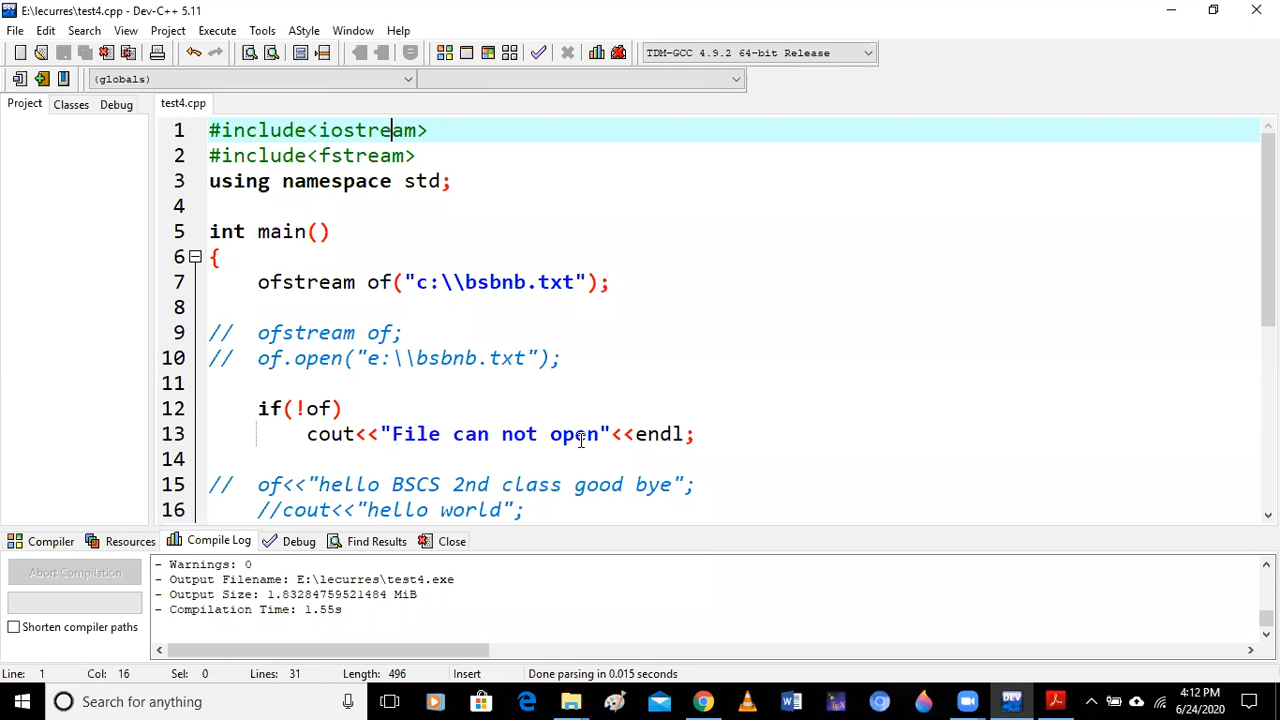 E:\lecurres\test4.cpp - Dev-C++ 5.11
File Edit Search View Project Execute Tools AStyle Window Help
TDM-GCC 4.9.2 64-bit Release
(globals)
Project Classes Debug test4.cpp
1 #include<iostream>
2 #include<fstream>
3 using namespace std;
4
5 int main()
6 {
7 ofstream of("c:\\bsbnb.txt");
8
9 // ofstream of;
10 // of.open("e:\\bsbnb.txt");
11
12 if(!of)
13 cout<<"File can not open"<<endl;
14
15 // of<<"hello BSCS 2nd class good bye";
16 //cout<<"hello world";
Compiler Resources Compile Log Debug Find Results Close
Abort Compilation
Shorten compiler paths
- Warnings: 0
- Output Filename: E:\lecurres\test4.exe
- Output Size: 1.83284759521484 MiB
- Compilation Time: 1.55s
Line: 1 Col: 16 Sel: 0 Lines: 31 Length: 496 Insert Done parsing in 0.015 seconds
Search for anything
DEV
4:12 PM
6/24/2020